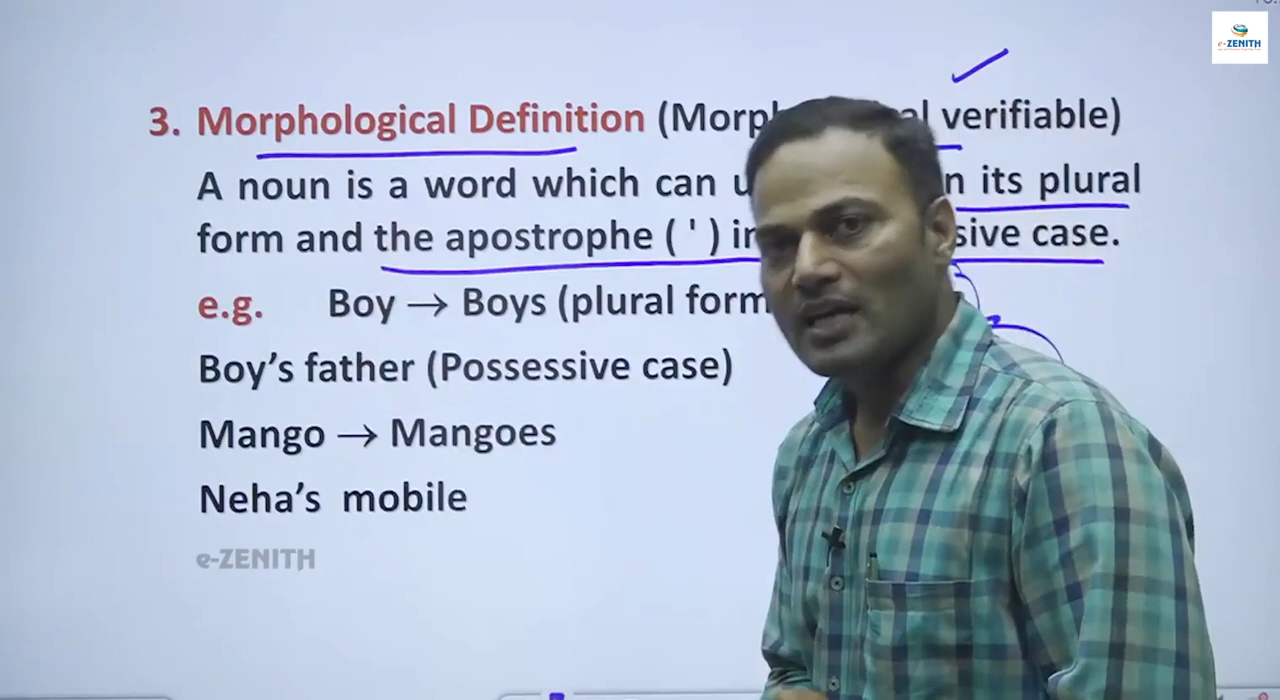 e-ZENITH
3. Morphological Definition (Morph al verifiable)
A noun is a word which can u n its plural
form and the apostrophe ( ' ) in sive case.
e.g. Boy → Boys (plural form
Boy’s father (Possessive case)
Mango → Mangoes
Neha’s mobile
e-ZENITH